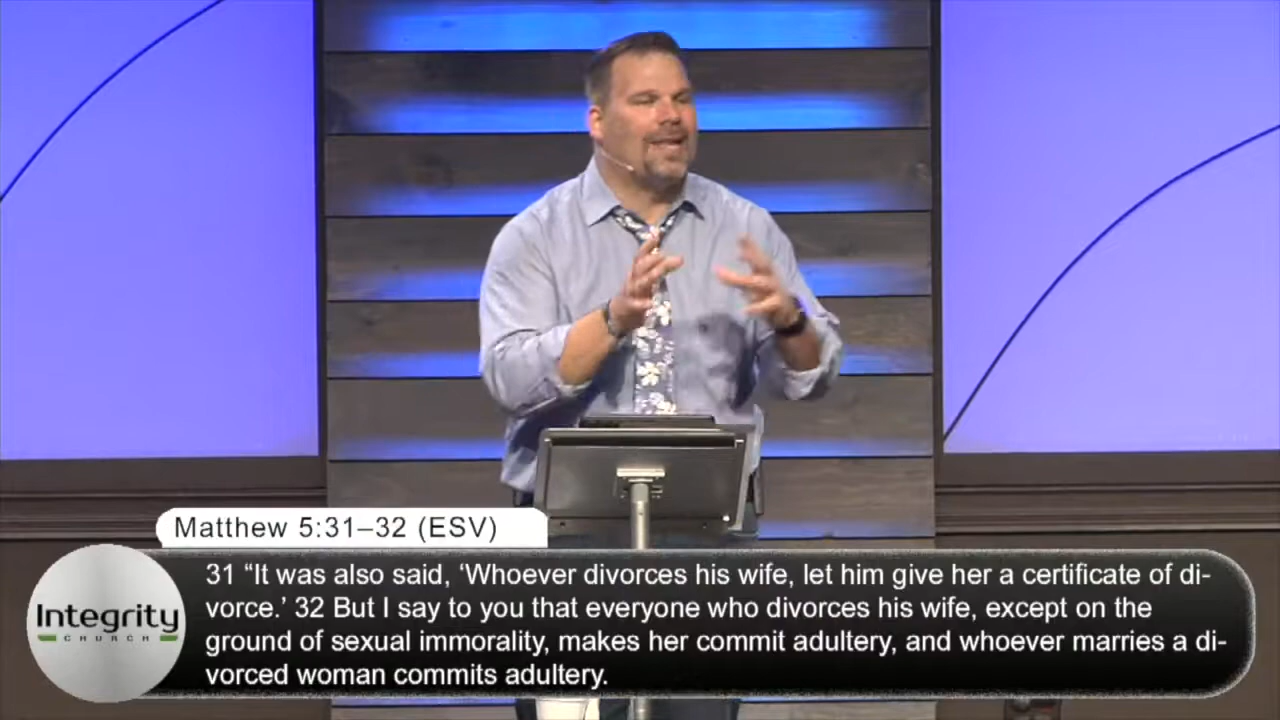 Matthew 5:31–32 (ESV)
31 “It was also said, ‘Whoever divorces his wife, let him give her a certificate of di-
vorce.’ 32 But I say to you that everyone who divorces his wife, except on the
ground of sexual immorality, makes her commit adultery, and whoever marries a di-
vorced woman commits adultery.
Integrity
CHURCH